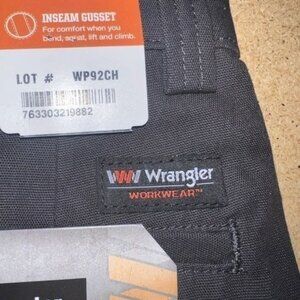 INSEAM GUSSET
For comfort when you
bend, squat, lift and climb.
LOT # WP92CH
763303219882
Wrangler
WORKWEAR™